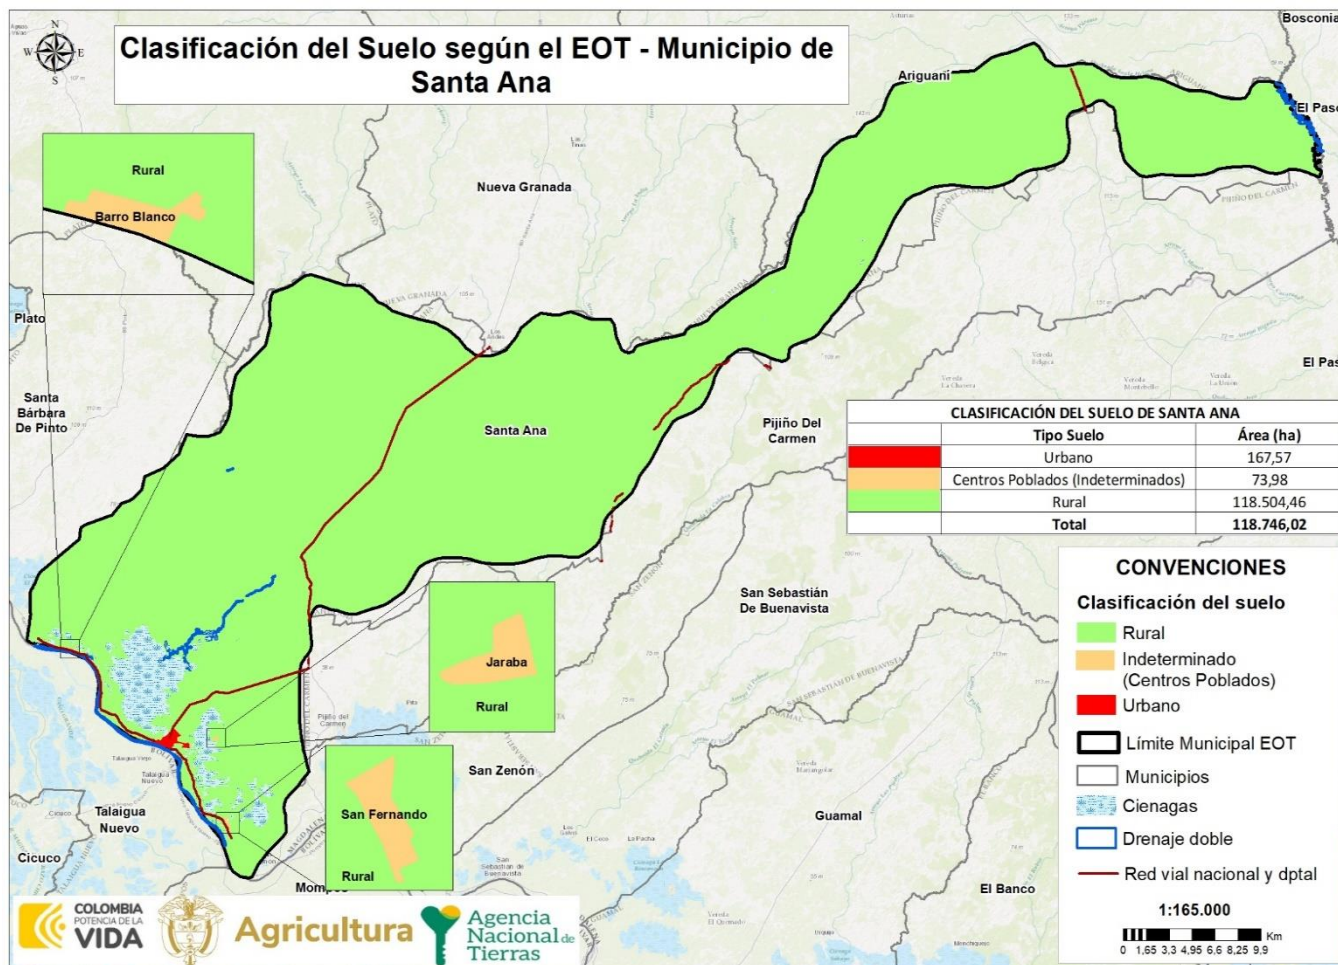 Clasificación del Suelo según el EOT - Municipio de
Santa Ana
N
W
E
S
Bosconia
Ariguaní
El Paso
Rural
Barro Blanco
Nueva Granada
Plato
Santa
Bárbara
De Pinto
Santa Ana
Pijiño Del
Carmen
CLASIFICACIÓN DEL SUELO DE SANTA ANA
Tipo Suelo Área (ha)
Urbano 167,57
Centros Poblados (Indeterminados) 73,98
Rural 118.504,46
Total 118.746,02
San Sebastián
De Buenavista
Jaraba
Rural
San Fernando
Rural
San Zenón
Talaigua
Nuevo
Cicuco
Guamal
El Banco
CONVENCIONES
Clasificación del suelo
Rural
Indeterminado
(Centros Poblados)
Urbano
Límite Municipal EOT
Municipios
Cienagas
Drenaje doble
Red vial nacional y dptal
1:165.000
Km
0 1,65 3,3 4,95 6,6 8,25 9,9
COLOMBIA
POTENCIA DE LA
VIDA
Agricultura
Agencia
Nacional de
Tierras